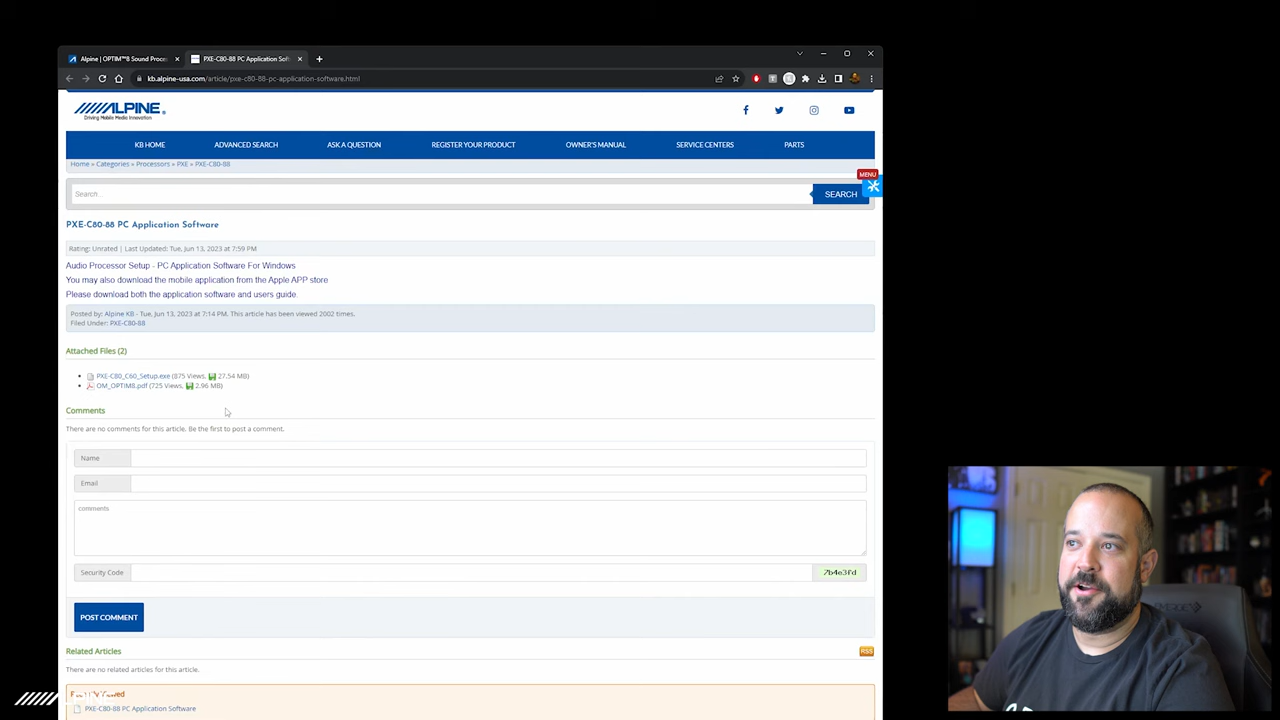 Alpine | OPTIM™8 Sound Proce
PXE-C80-88 PC Application Soft
kb.alpine-usa.com/article/pxe-c80-88-pc-application-software.html
ALPINE®
Driving Mobile Media Innovation
KB HOME
ADVANCED SEARCH
ASK A QUESTION
REGISTER YOUR PRODUCT
OWNER'S MANUAL
SERVICE CENTERS
PARTS
Home » Categories » Processors » PXE » PXE-C80-88
MENU
Search...
SEARCH
PXE-C80-88 PC Application Software
Rating: Unrated | Last Updated: Tue, Jun 13, 2023 at 7:59 PM
Audio Processor Setup - PC Application Software For Windows
You may also download the mobile application from the Apple APP store
Please download both the application software and users guide.
Posted by: Alpine KB - Tue, Jun 13, 2023 at 7:14 PM. This article has been viewed 2002 times.
Filed Under: PXE-C80-88
Attached Files (2)
PXE-C80_C60_Setup.exe (875 Views, 27.54 MB)
OM_OPTIM8.pdf (725 Views, 2.96 MB)
Comments
There are no comments for this article. Be the first to post a comment.
Name
Email
comments
Security Code
7b4e3fd
POST COMMENT
Related Articles
RSS
There are no related articles for this article.
PXE-C80-88 PC Application Software